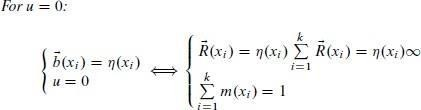 For u = 0:
{ b⃗(xᵢ) = η(xᵢ)
u = 0 ⟺ { R⃗(xᵢ) = η(xᵢ) ∑ᵢ₌₁ᵏ R⃗(xᵢ) = η(xᵢ)∞
∑ᵢ₌₁ᵏ m(xᵢ) = 1